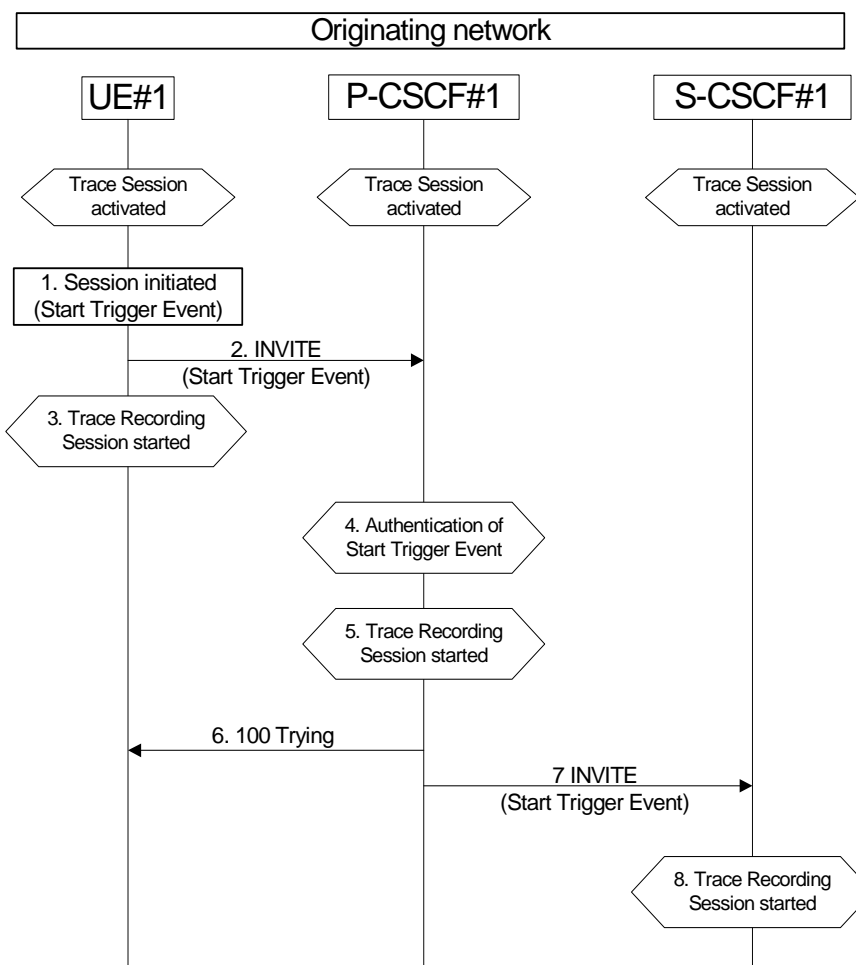 Originating network
UE#1
P-CSCF#1
S-CSCF#1
Trace Session
activated
Trace Session
activated
Trace Session
activated
1. Session initiated
(Start Trigger Event)
2. INVITE
(Start Trigger Event)
3. Trace Recording
Session started
4. Authentication of
Start Trigger Event
5. Trace Recording
Session started
6. 100 Trying
7 INVITE
(Start Trigger Event)
8. Trace Recording
Session started